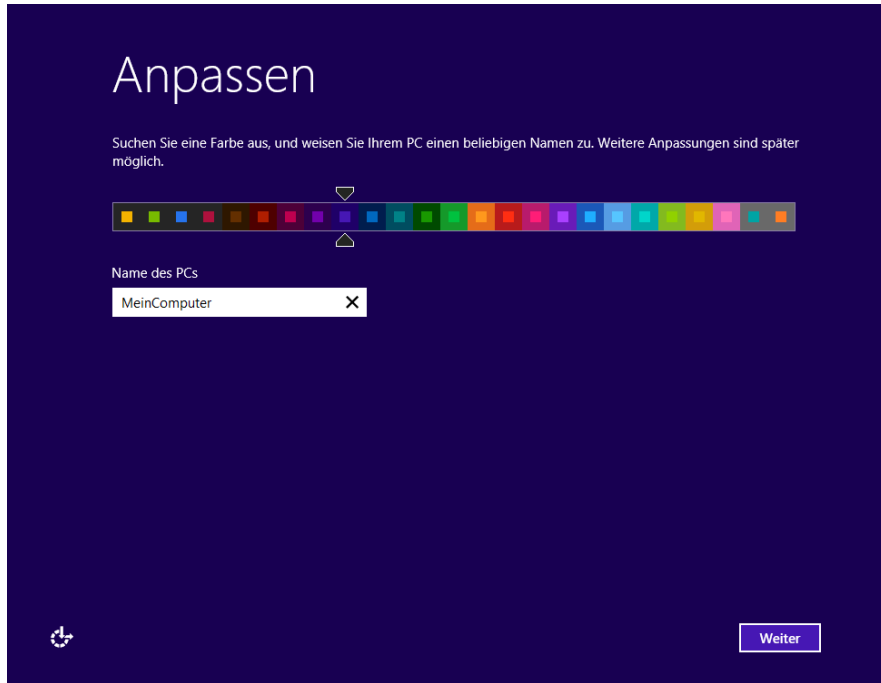 Anpassen
Suchen Sie eine Farbe aus, und weisen Sie Ihrem PC einen beliebigen Namen zu. Weitere Anpassungen sind später
möglich.
Name des PCs
MeinComputer
Weiter